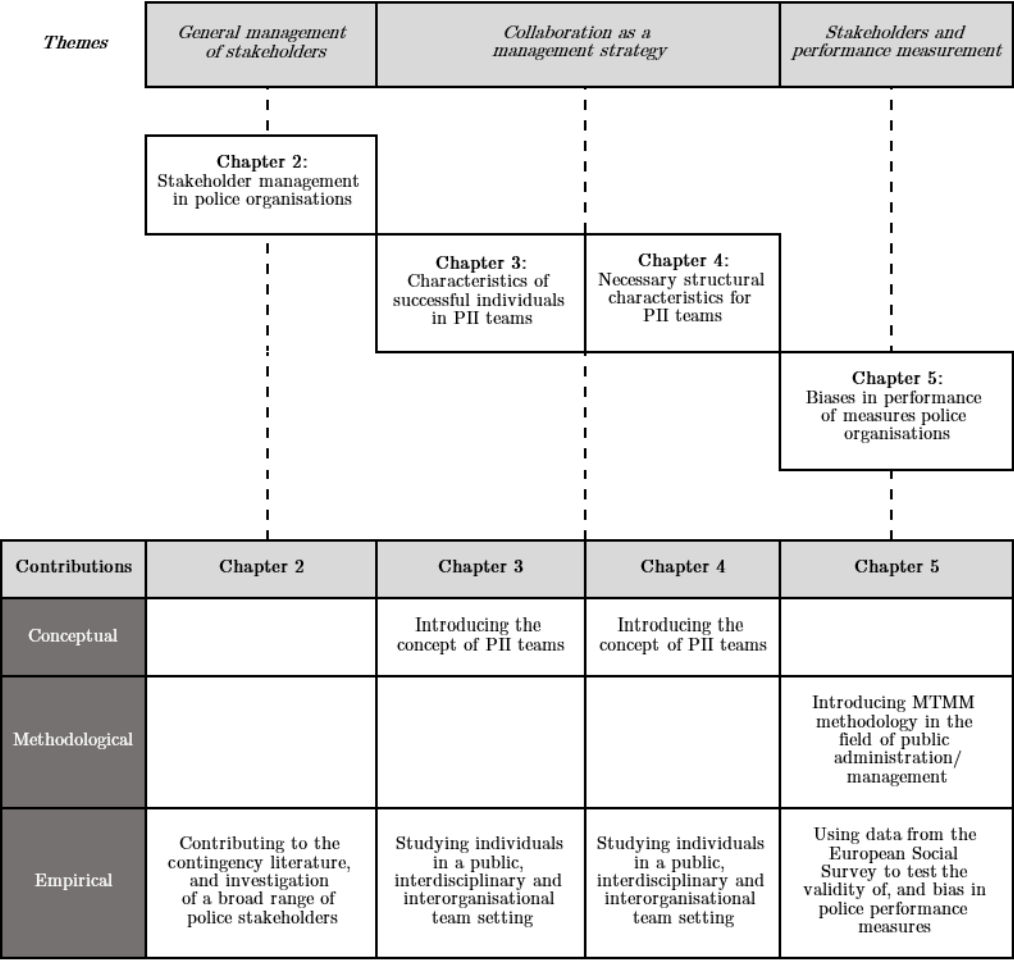 Themes
General management
of stakeholders
Collaboration as a
management strategy
Stakeholders and
performance measurement
Chapter 2:
Stakeholder management
in police organisations
Chapter 3:
Characteristics of
successful individuals
in PII teams
Chapter 4:
Necessary structural
characteristics for
PII teams
Chapter 5:
Biases in performance
of measures police
organisations
Contributions
Chapter 2
Chapter 3
Chapter 4
Chapter 5
Conceptual
Introducing the
concept of PII teams
Introducing the
concept of PII teams
Methodological
Introducing MTMM
methodology in the
field of public
administration/
management
Empirical
Contributing to the
contingency literature,
and investigation
of a broad range of
police stakeholders
Studying individuals
in a public,
interdisciplinary and
interorganisational
team setting
Studying individuals
in a public,
interdisciplinary and
interorganisational
team setting
Using data from the
European Social
Survey to test the
validity of, and bias in
police performance
measures